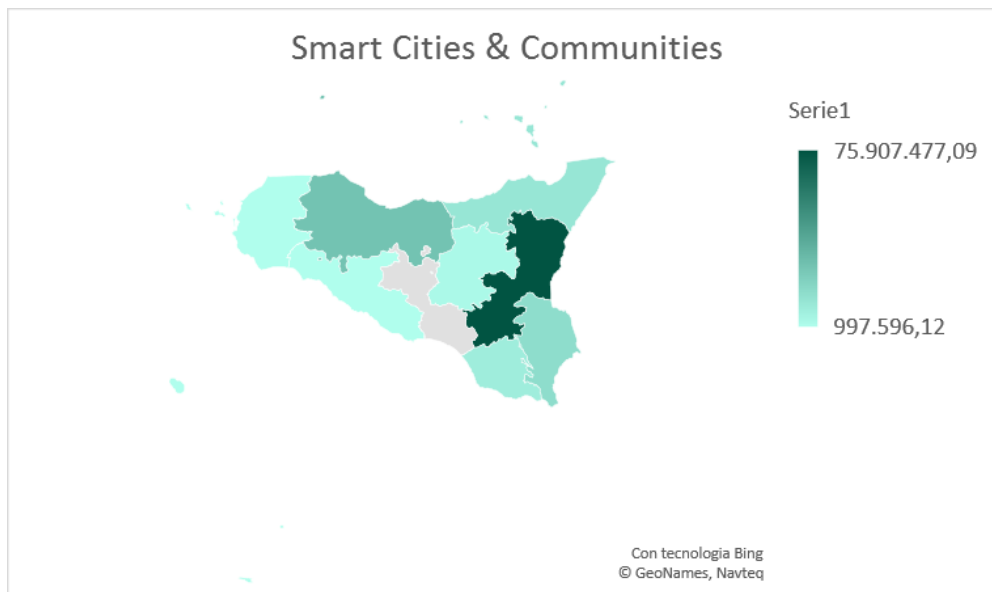 Smart Cities & Communities
Serie1
75.907.477,09
997.596,12
Con tecnologia Bing
© GeoNames, Navteq